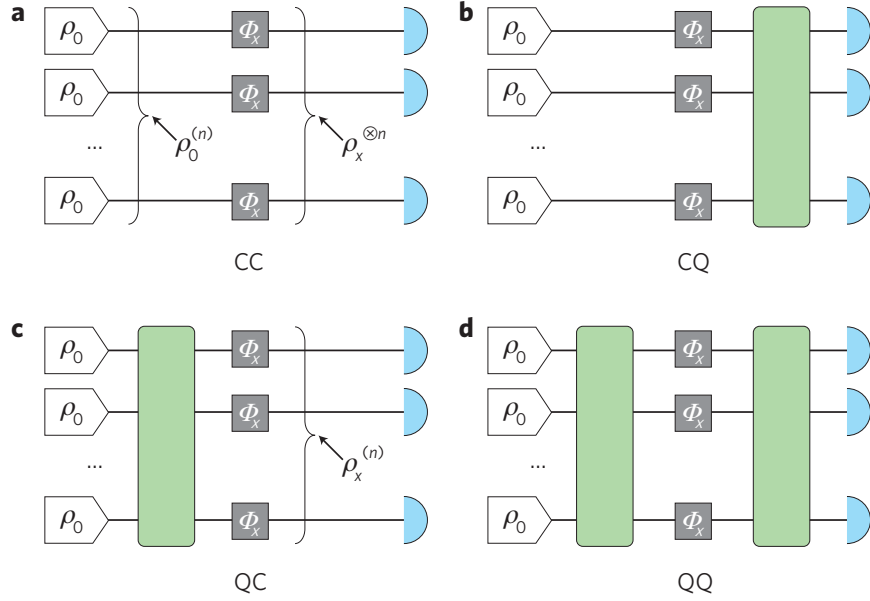 a
ρ₀ Φₓ
ρ₀ Φₓ
... ρ₀⁽ⁿ⁾ ρₓ^⊗n
ρ₀ Φₓ
CC
b
ρ₀ Φₓ
ρ₀ Φₓ
...
ρ₀ Φₓ
CQ
c
ρ₀ Φₓ
ρ₀ Φₓ
... ρₓ⁽ⁿ⁾
ρ₀ Φₓ
QC
d
ρ₀ Φₓ
ρ₀ Φₓ
...
ρ₀ Φₓ
QQ